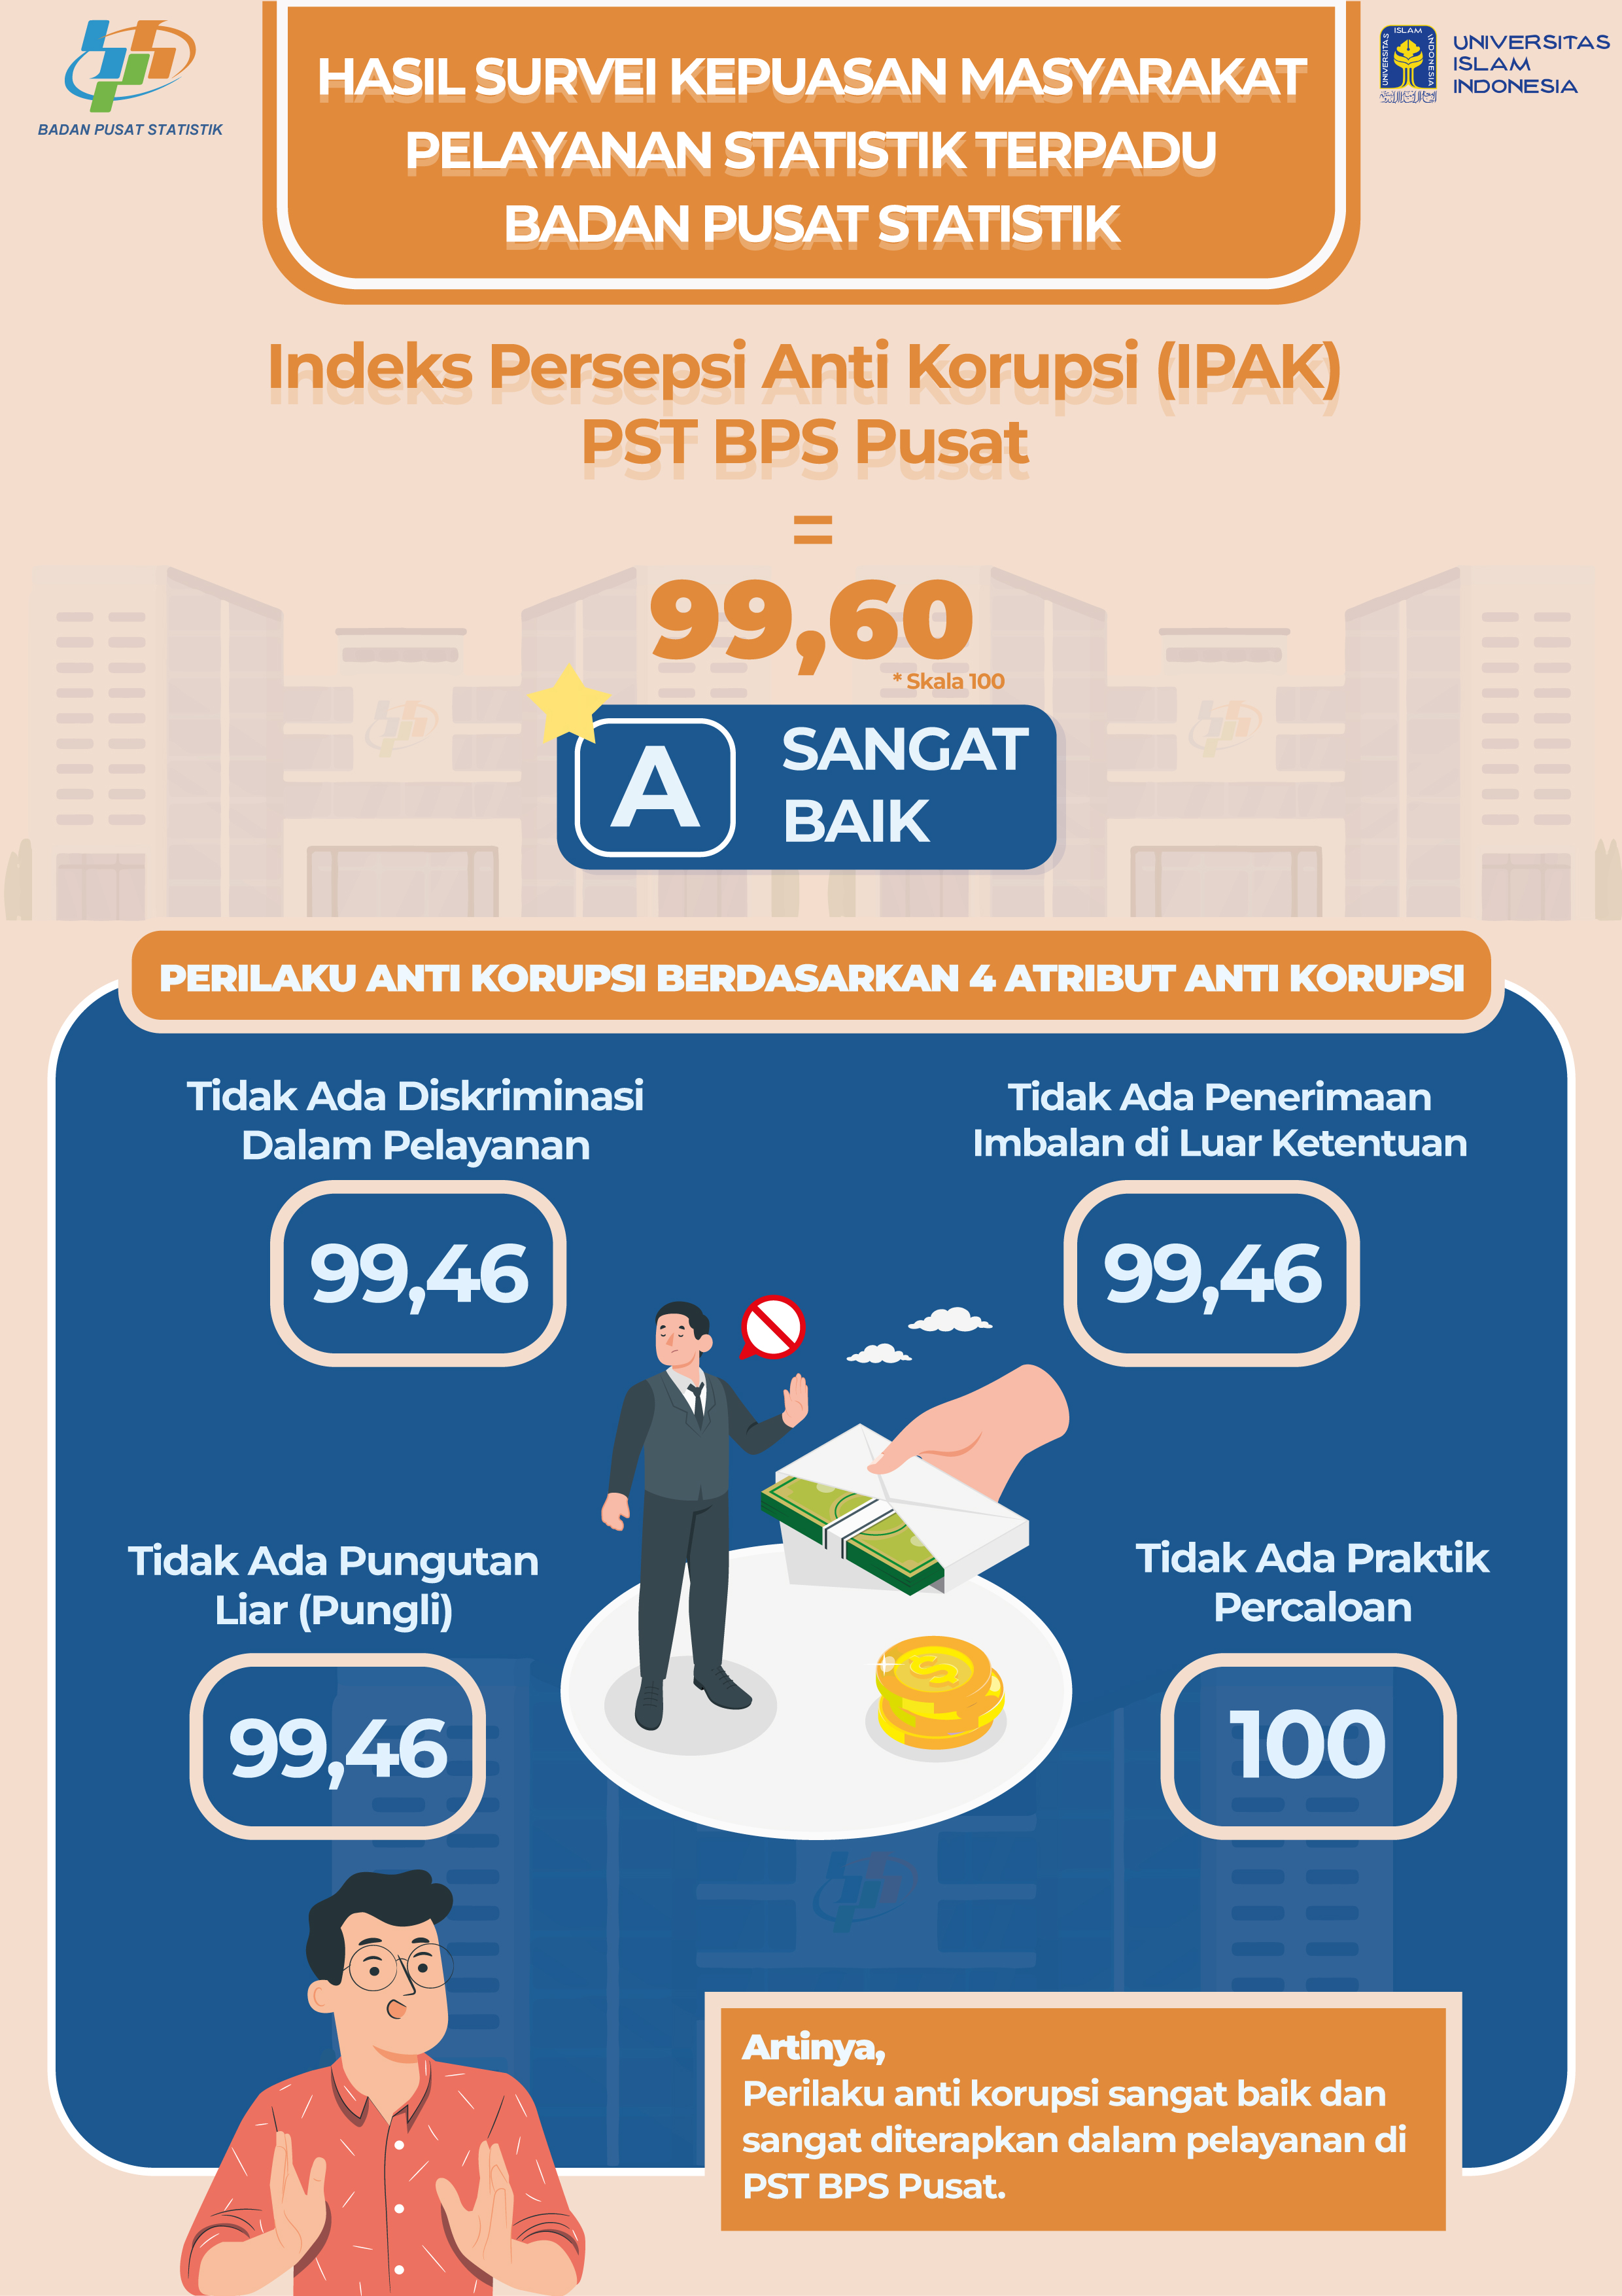 BADAN PUSAT STATISTIK
HASIL SURVEI KEPUASAN MASYARAKAT
PELAYANAN STATISTIK TERPADU
BADAN PUSAT STATISTIK
UNIVERSITAS
ISLAM
INDONESIA
UNIVERSITAS
ISLAM
INDONESIA
Indeks Persepsi Anti Korupsi (IPAK)
PST BPS Pusat
=
99,60
* Skala 100
A
SANGAT
BAIK
PERILAKU ANTI KORUPSI BERDASARKAN 4 ATRIBUT ANTI KORUPSI
Tidak Ada Diskriminasi
Dalam Pelayanan
99,46
Tidak Ada Penerimaan
Imbalan di Luar Ketentuan
99,46
Tidak Ada Pungutan
Liar (Pungli)
99,46
Tidak Ada Praktik
Percaloan
100
Artinya,
Perilaku anti korupsi sangat baik dan
sangat diterapkan dalam pelayanan di
PST BPS Pusat.